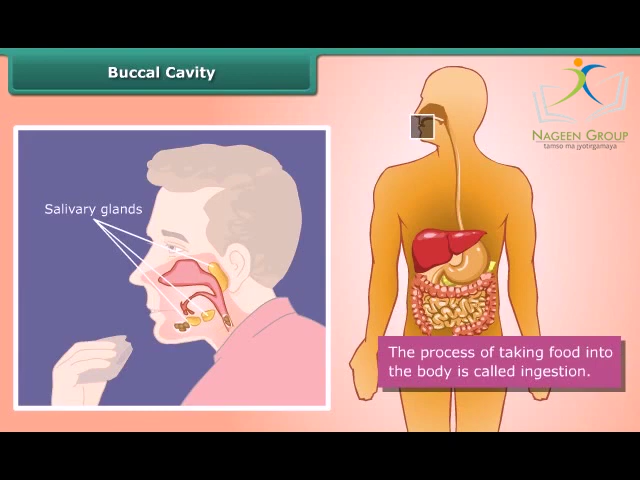 Buccal Cavity
NAGEEN GROUP
tamso ma jyotirgamaya
Salivary glands
The process of taking food into
the body is called ingestion.